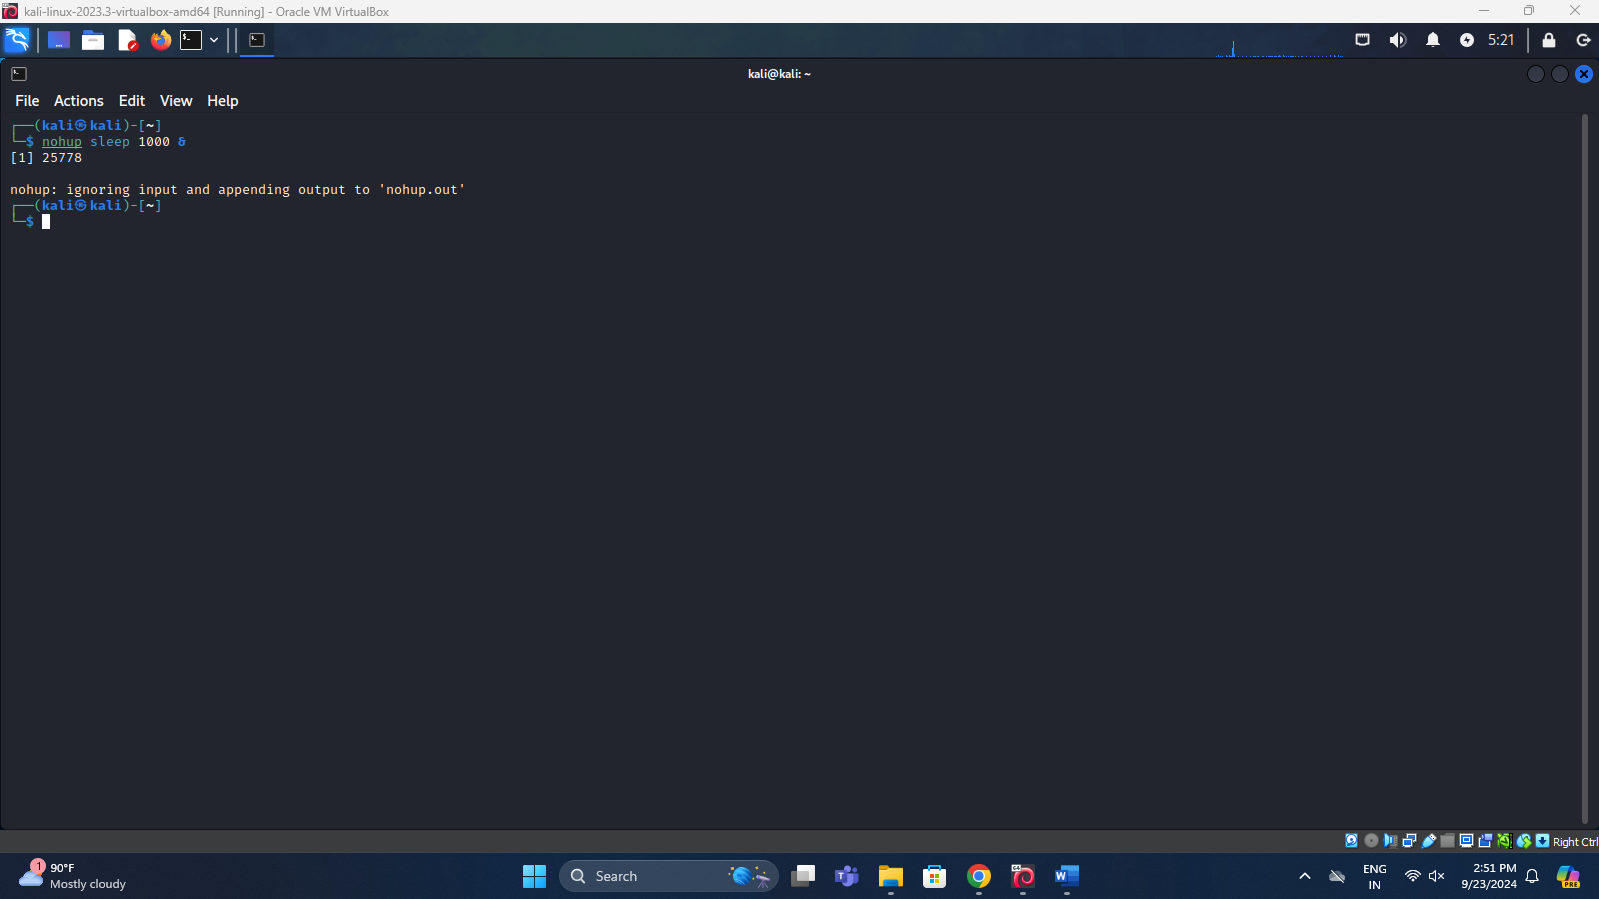 kali-linux-2023.3-virtualbox-amd64 [Running] - Oracle VM VirtualBox
5:21
kali@kali: ~
File Actions Edit View Help
┌──(kali㉿kali)-[~]
└─$ nohup sleep 1000 &
[1] 25778
nohup: ignoring input and appending output to 'nohup.out'
┌──(kali㉿kali)-[~]
└─$
Right Ctrl
1
90°F
Mostly cloudy
Search
ENG
IN
2:51 PM
9/23/2024
PRE